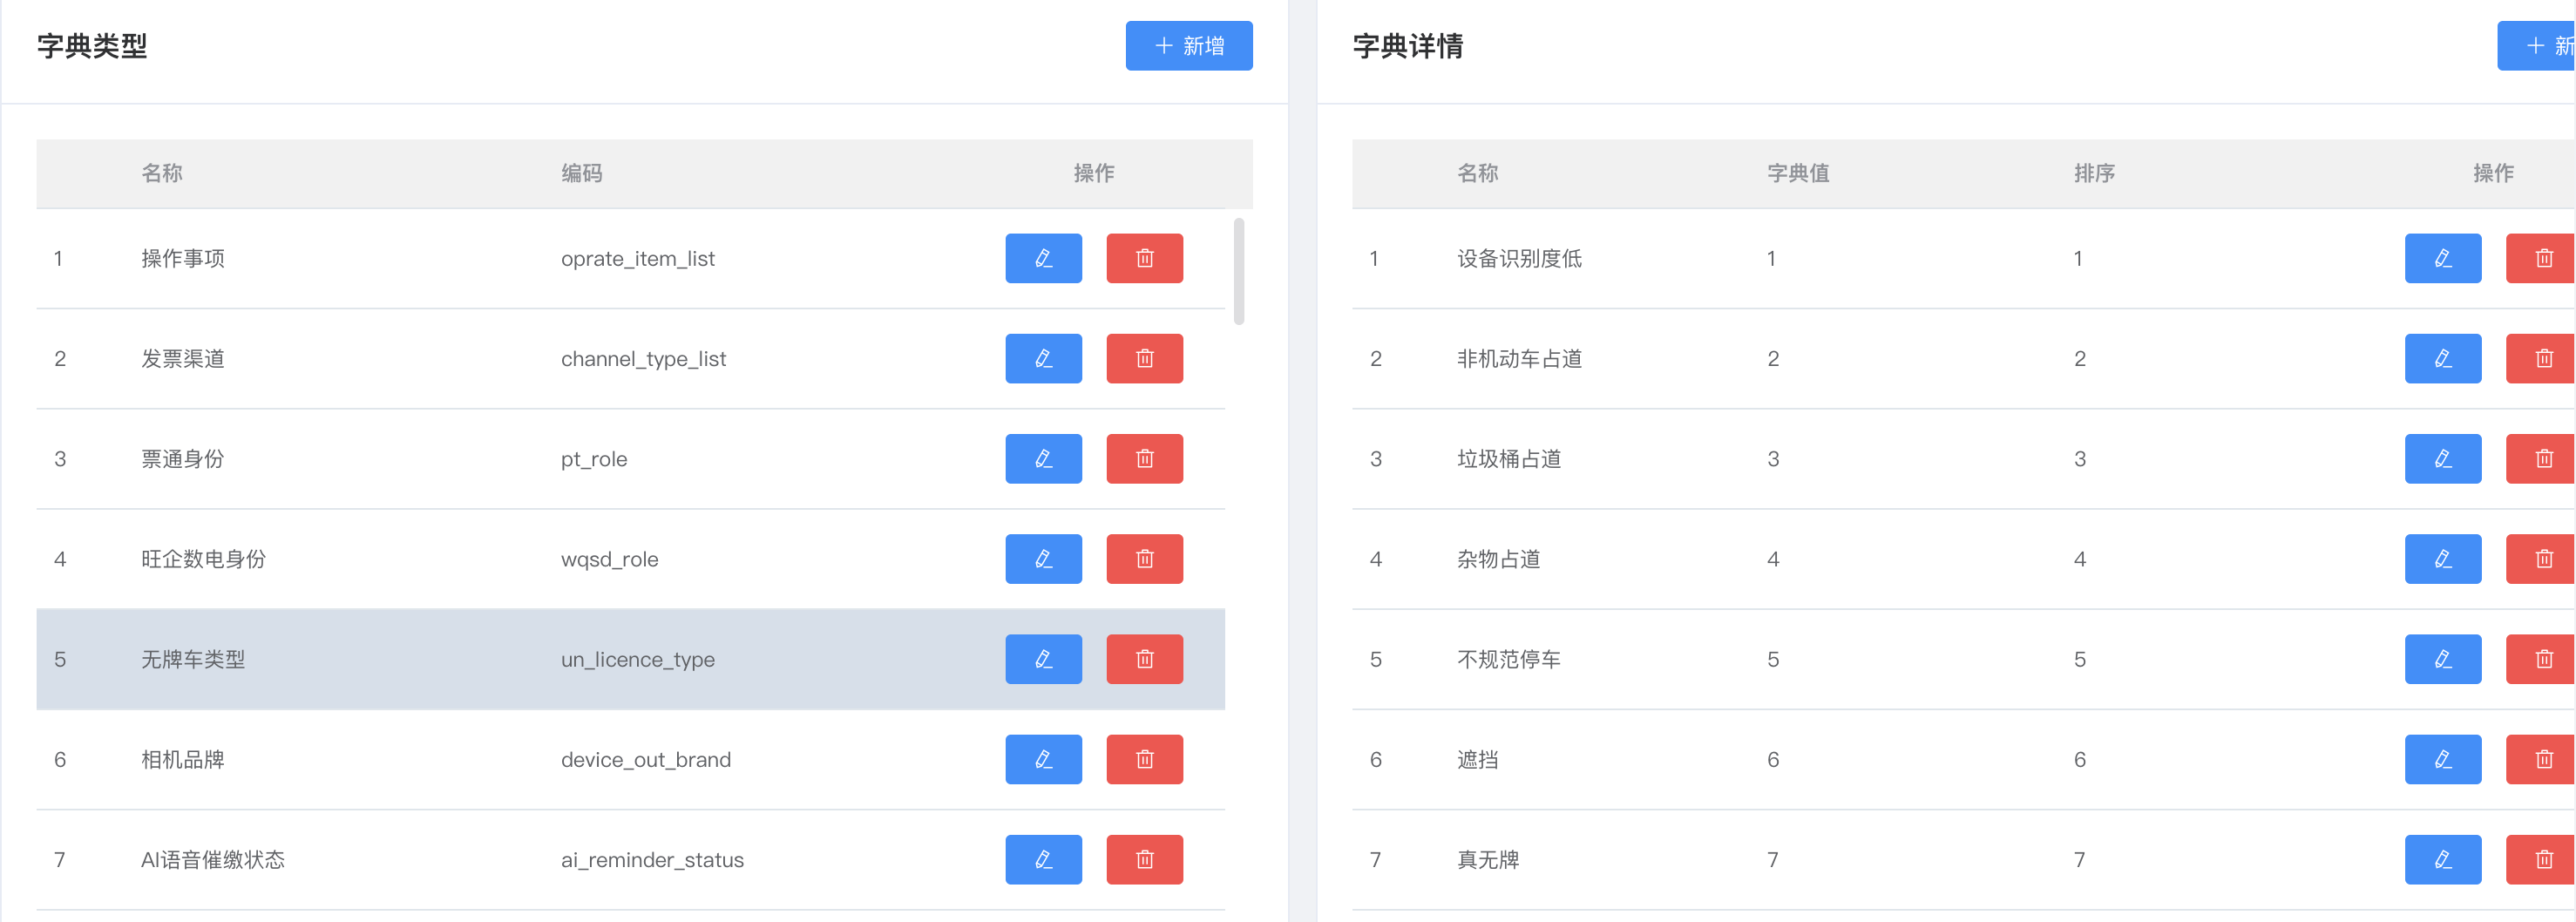 字典类型
新增
名称 编码 操作
1 操作事项 oprate_item_list
2 发票渠道 channel_type_list
3 票通身份 pt_role
4 旺企数电身份 wqsd_role
5 无牌车类型 un_licence_type
6 相机品牌 device_out_brand
7 AI语音催缴状态 ai_reminder_status
字典详情
新
名称 字典值 排序 操作
1 设备识别度低 1 1
2 非机动车占道 2 2
3 垃圾桶占道 3 3
4 杂物占道 4 4
5 不规范停车 5 5
6 遮挡 6 6
7 真无牌 7 7